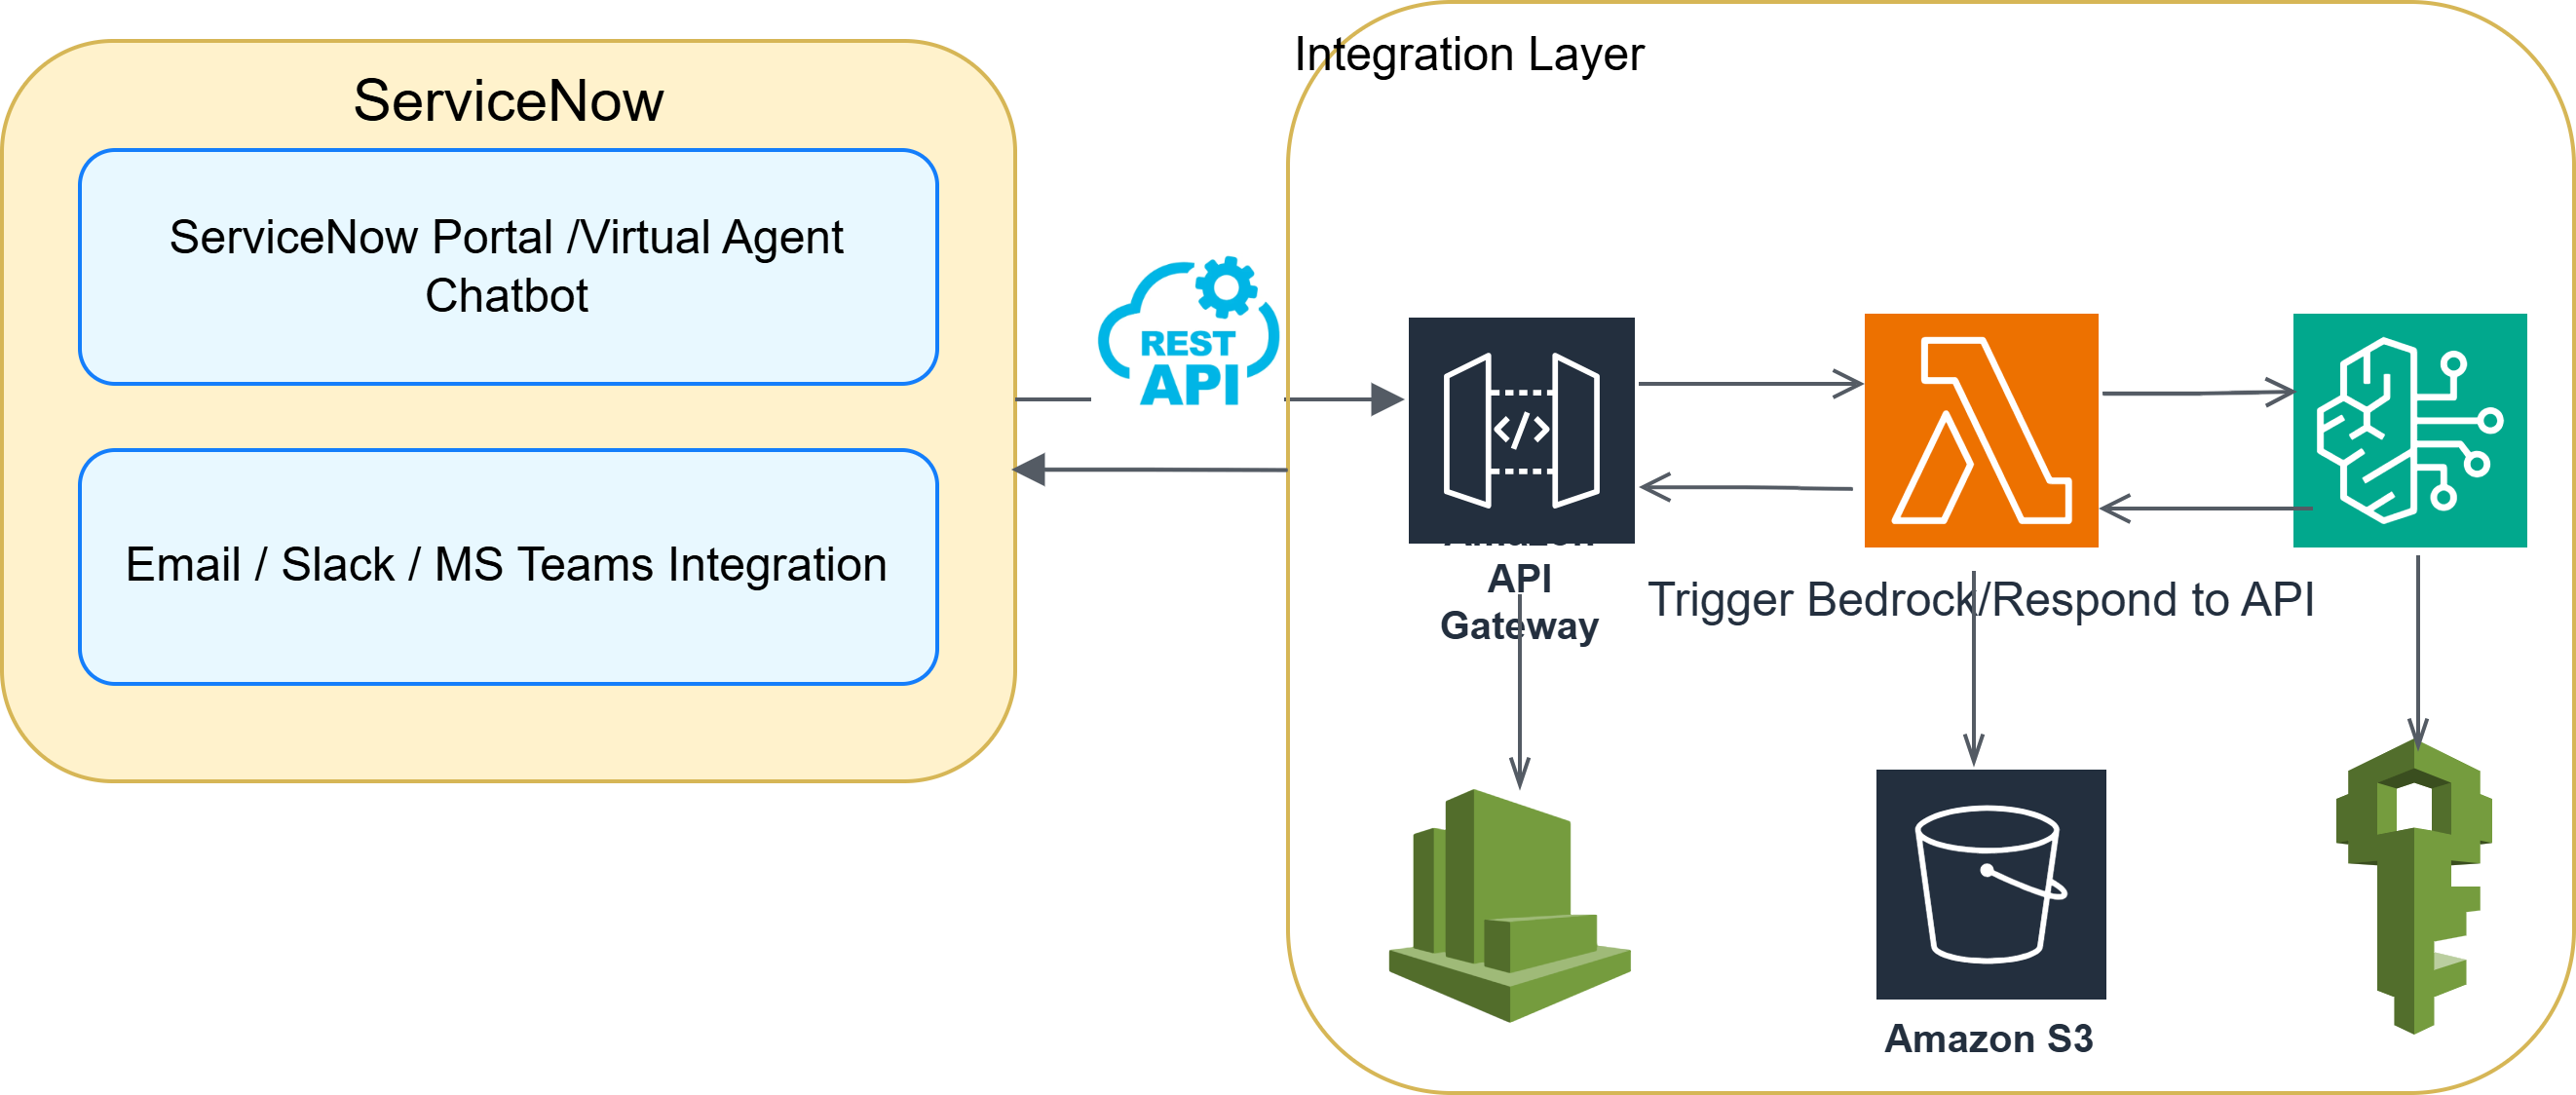 ServiceNow
ServiceNow Portal /Virtual Agent
Chatbot
Email / Slack / MS Teams Integration
REST
API
Integration Layer
API
Gateway
Trigger Bedrock/Respond to API
Amazon S3